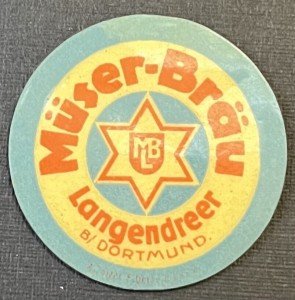 Müser-Bräu
MLB
Langendreer
B/ DORTMUND.